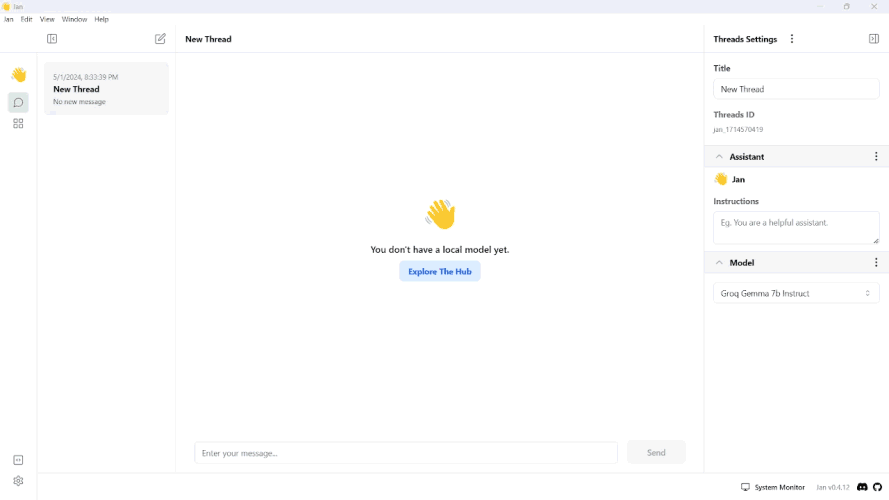 Jan
Jan Edit View Window Help
New Thread
Threads Settings
5/1/2024, 8:33:39 PM
New Thread
No new message
You don't have a local model yet.
Explore The Hub
Enter your message...
Send
Title
New Thread
Threads ID
jan_1714570419
Assistant
Jan
Instructions
Eg. You are a helpful assistant.
Model
Groq Gemma 7b Instruct
System Monitor Jan v0.4.12